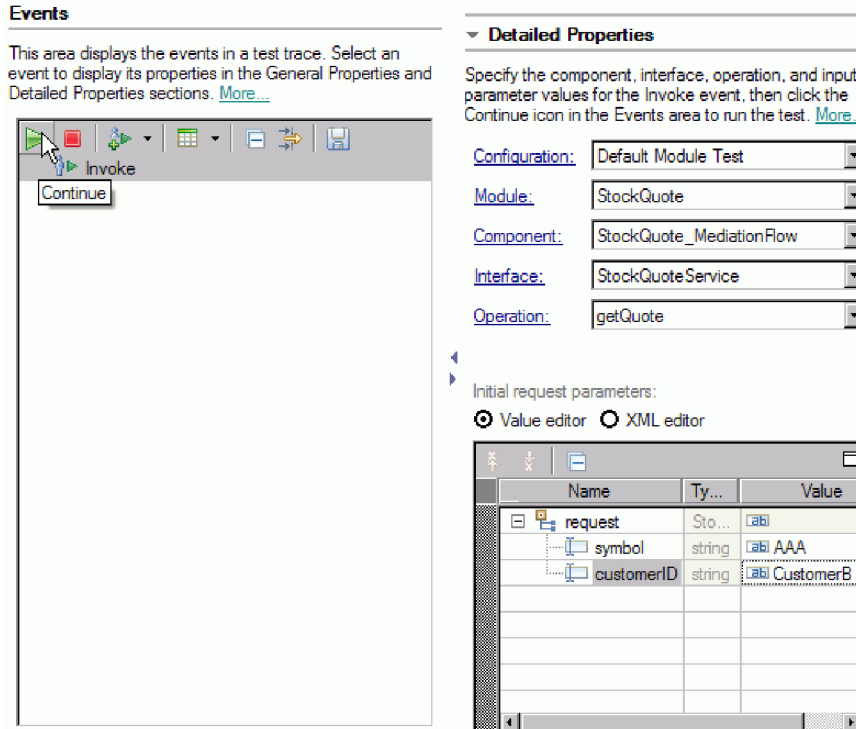 Events
This area displays the events in a test trace. Select an
event to display its properties in the General Properties and
Detailed Properties sections. More...
Invoke
Continue
Detailed Properties
Specify the component, interface, operation, and input
parameter values for the Invoke event, then click the
Continue icon in the Events area to run the test. More.
Configuration: Default Module Test
Module: StockQuote
Component: StockQuote_MediationFlow
Interface: StockQuoteService
Operation: getQuote
Initial request parameters:
Value editor XML editor
Name Ty... Value
request Sto... ab
symbol string ab AAA
customerID string ab CustomerB